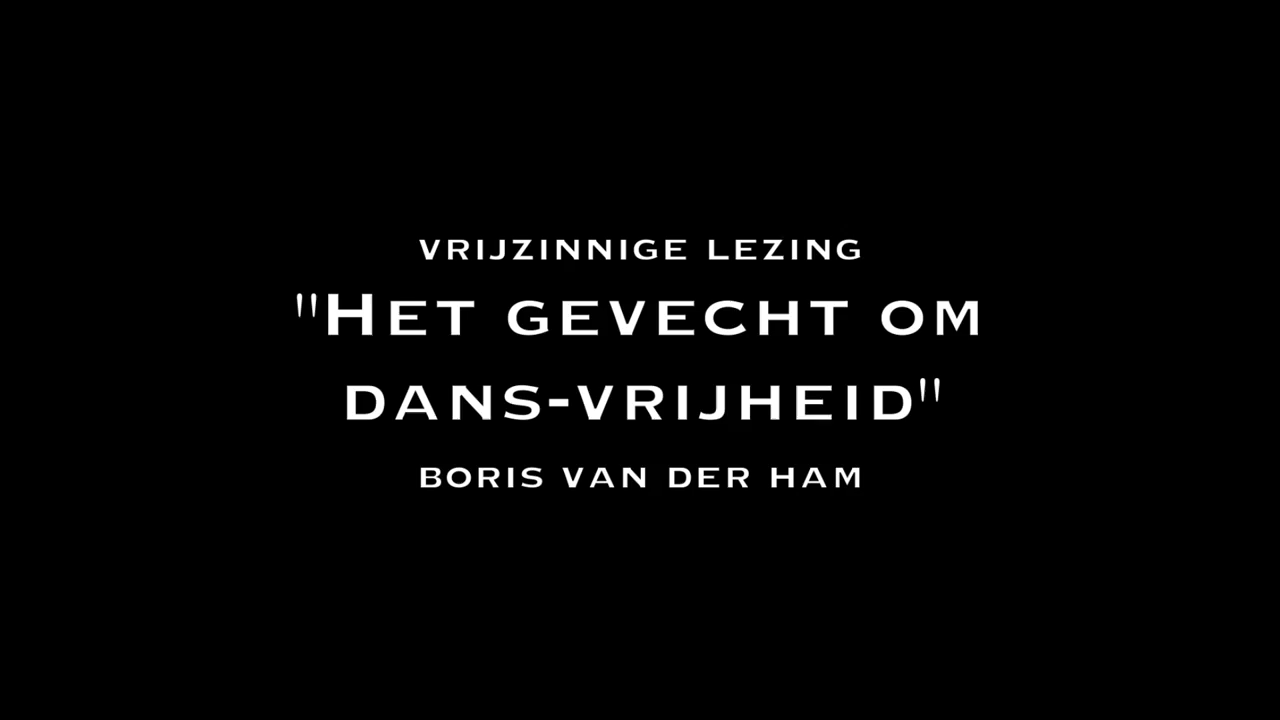 VRIJZINNIGE LEZING
"HET GEVECHT OM
DANS-VRIJHEID"
BORIS VAN DER HAM